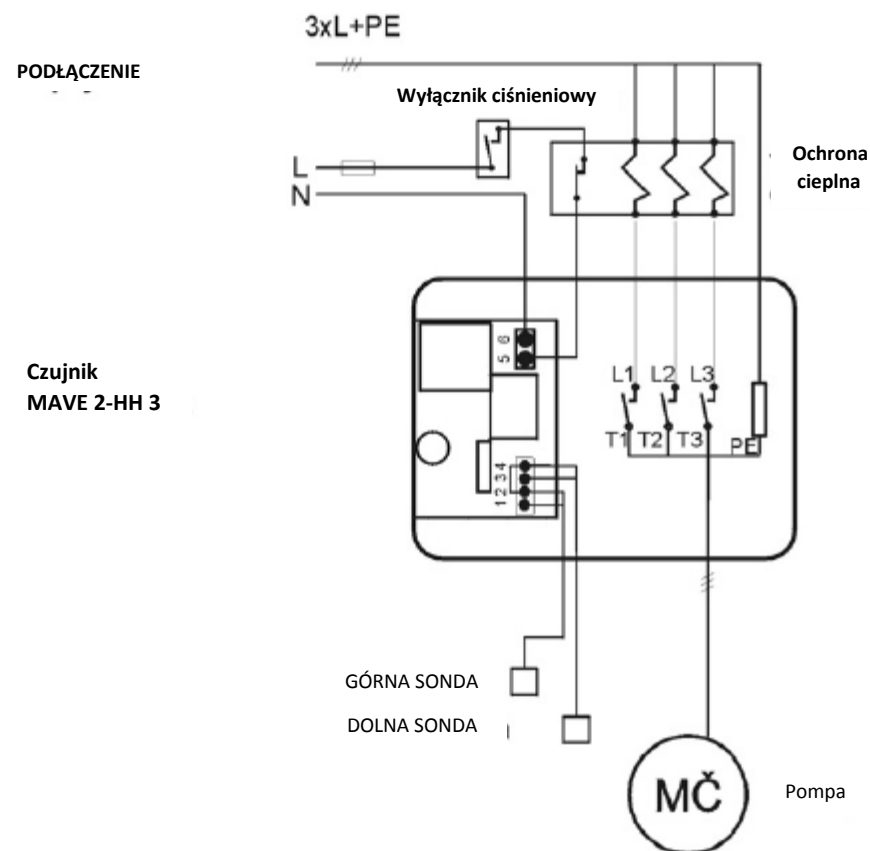 3xL+PE
PODŁĄCZENIE
Wyłącznik ciśnieniowy
L
N
Ochrona
cieplna
5 6
Czujnik
MAVE 2-HH 3
L1 L2 L3
T1 T2 T3 PE
1 2 3 4
GÓRNA SONDA
DOLNA SONDA
MČ
Pompa